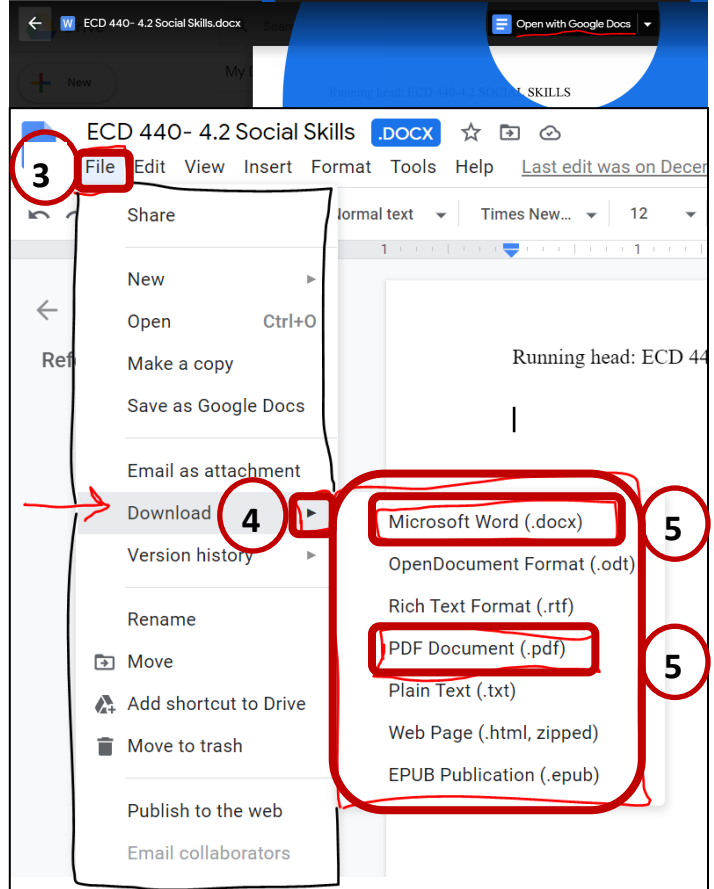 W ECD 440- 4.2 Social Skills.docx
Open with Google Docs
New
My
Running head: ECD 440-4.2 SOCIAL SKILLS
ECD 440- 4.2 Social Skills .DOCX
3
File Edit View Insert Format Tools Help Last edit was on Decem
Normal text Times New... 12
1 1
Share
New
Open Ctrl+O
Make a copy
Save as Google Docs
Ref
Running head: ECD 44
Email as attachment
Download 4
Version history
Rename
Move
Add shortcut to Drive
Move to trash
Publish to the web
Email collaborators
Microsoft Word (.docx) 5
OpenDocument Format (.odt)
Rich Text Format (.rtf)
PDF Document (.pdf) 5
Plain Text (.txt)
Web Page (.html, zipped)
EPUB Publication (.epub)